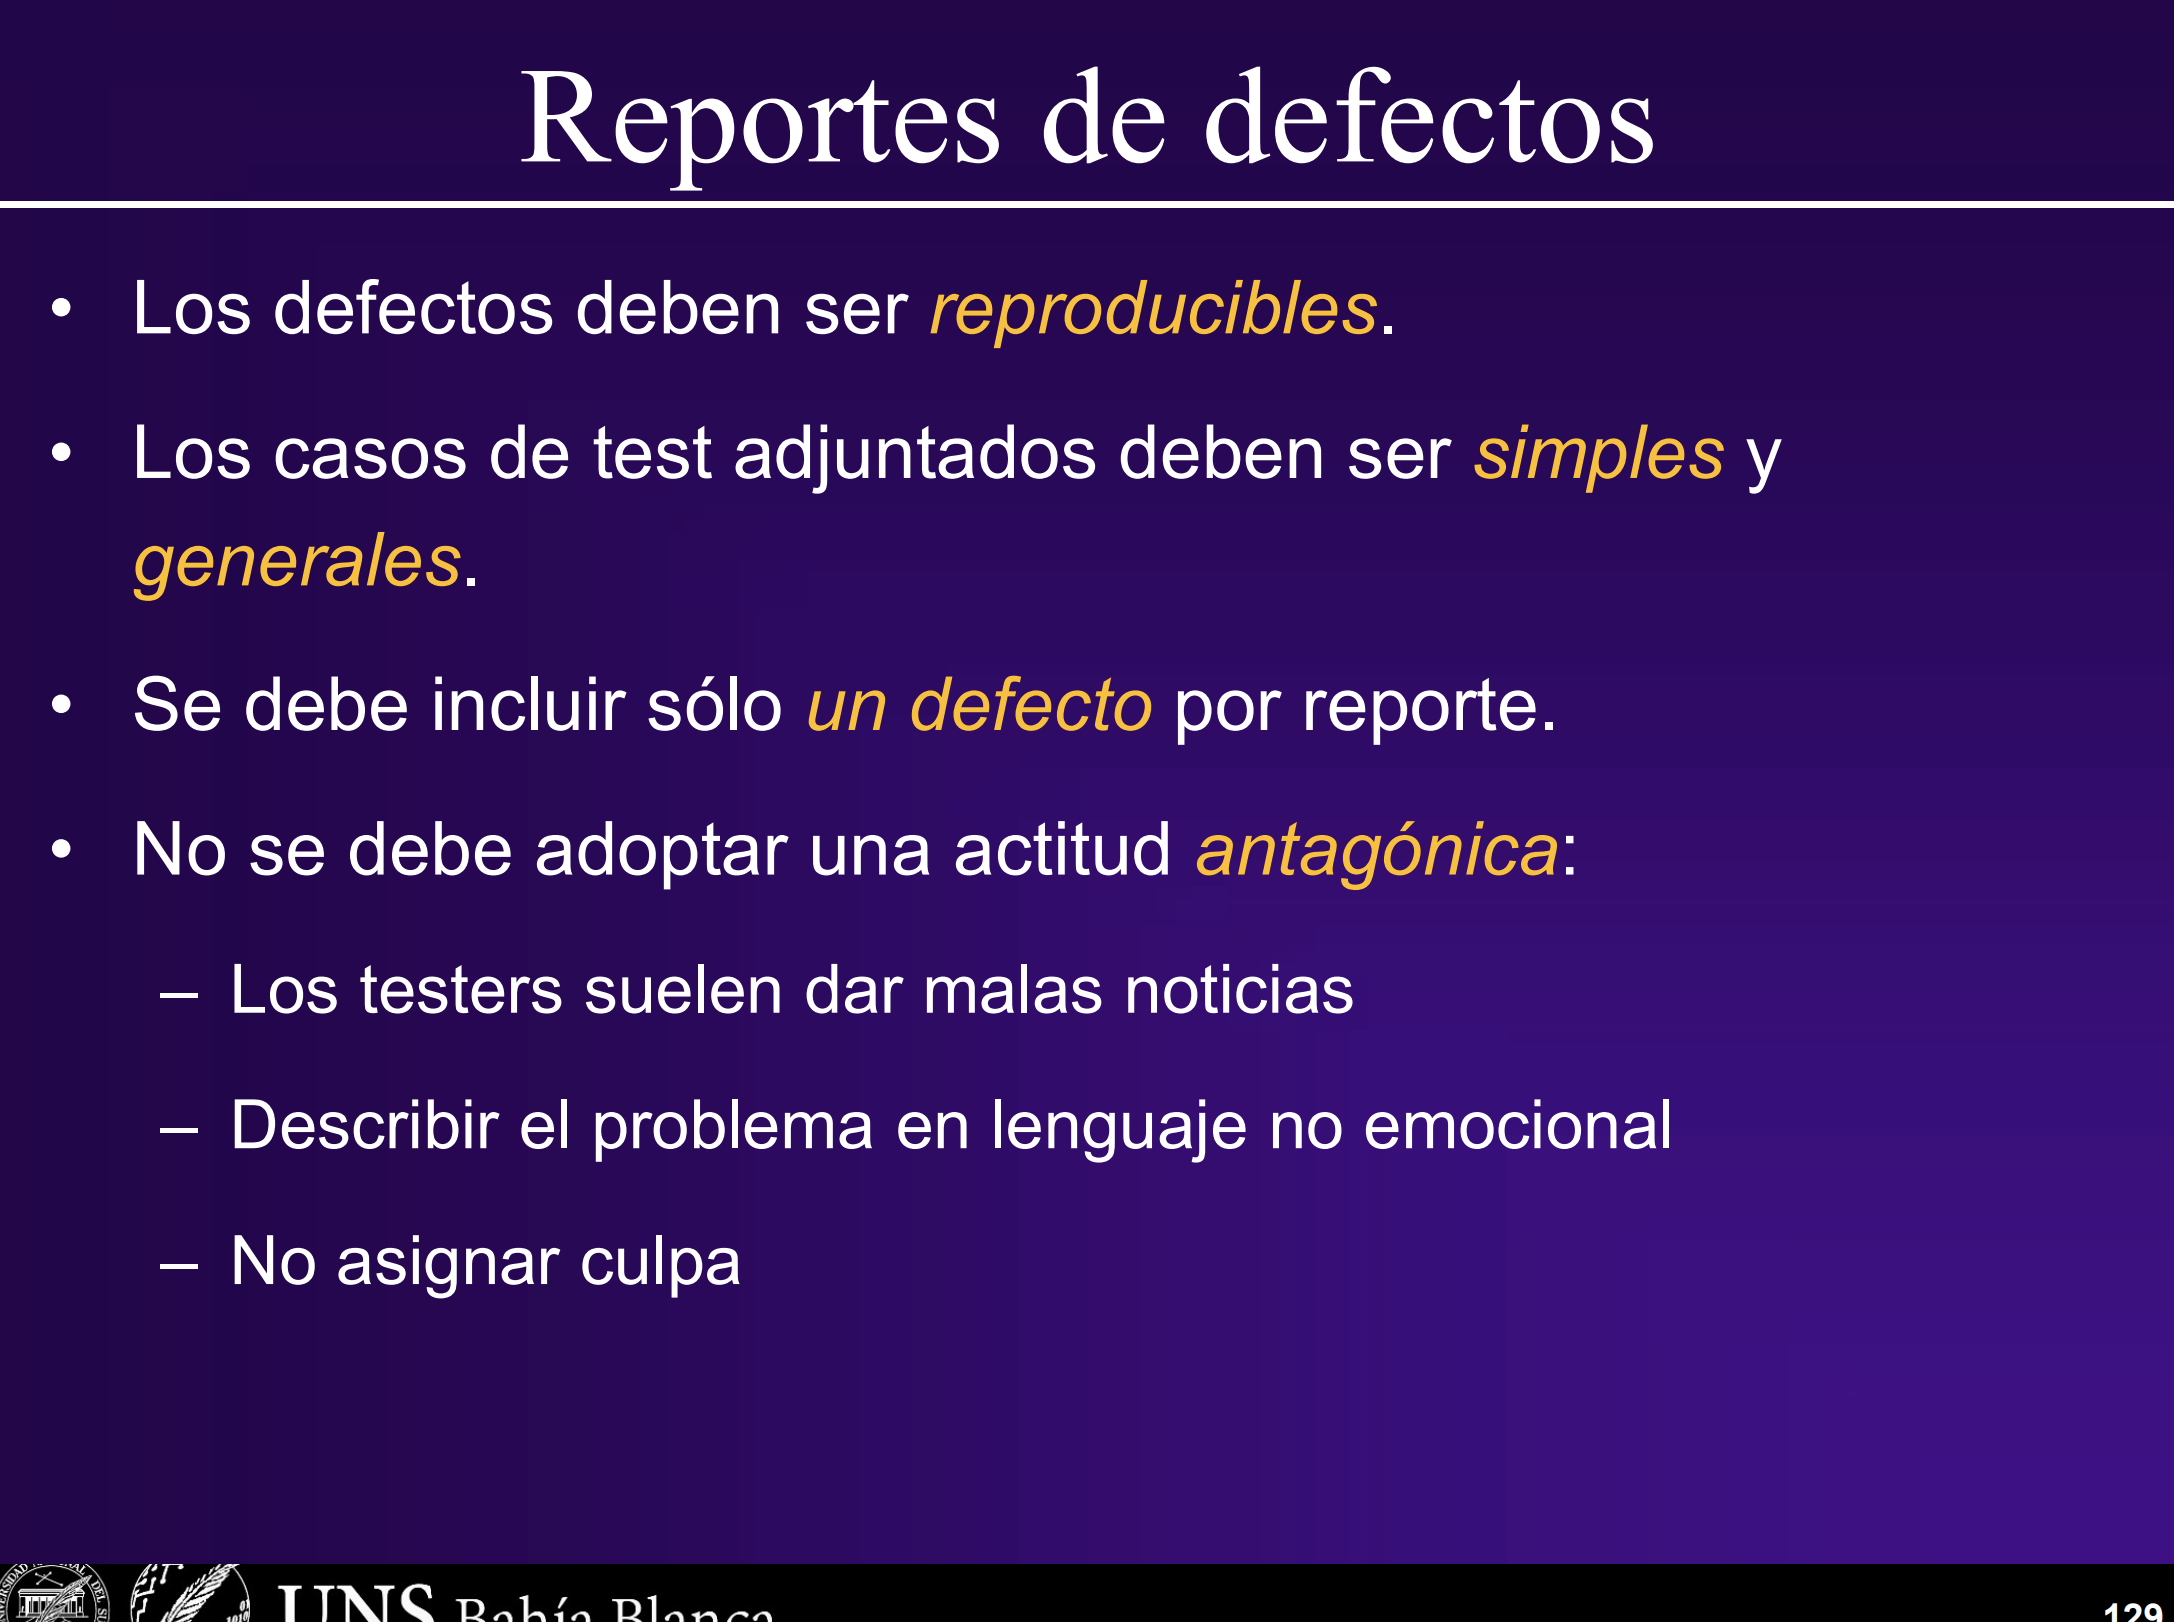 Reportes de defectos
• Los defectos deben ser reproducibles.
• Los casos de test adjuntados deben ser simples y
generales.
• Se debe incluir sólo un defecto por reporte.
• No se debe adoptar una actitud antagónica:
– Los testers suelen dar malas noticias
– Describir el problema en lenguaje no emocional
– No asignar culpa
UNS Bahía Blanca
129